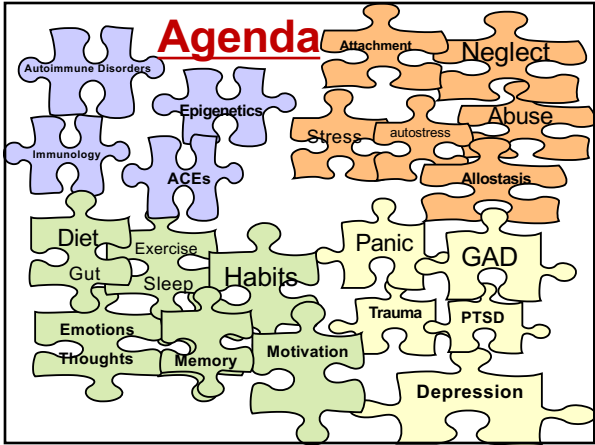 Agenda
Autoimmune Disorders
Epigenetics
Immunology
ACEs
Attachment
Neglect
Stress
autostress
Abuse
Allostasis
Diet
Gut
Exercise
Sleep
Habits
Emotions
Thoughts
Memory
Motivation
Panic
GAD
Trauma
PTSD
Depression